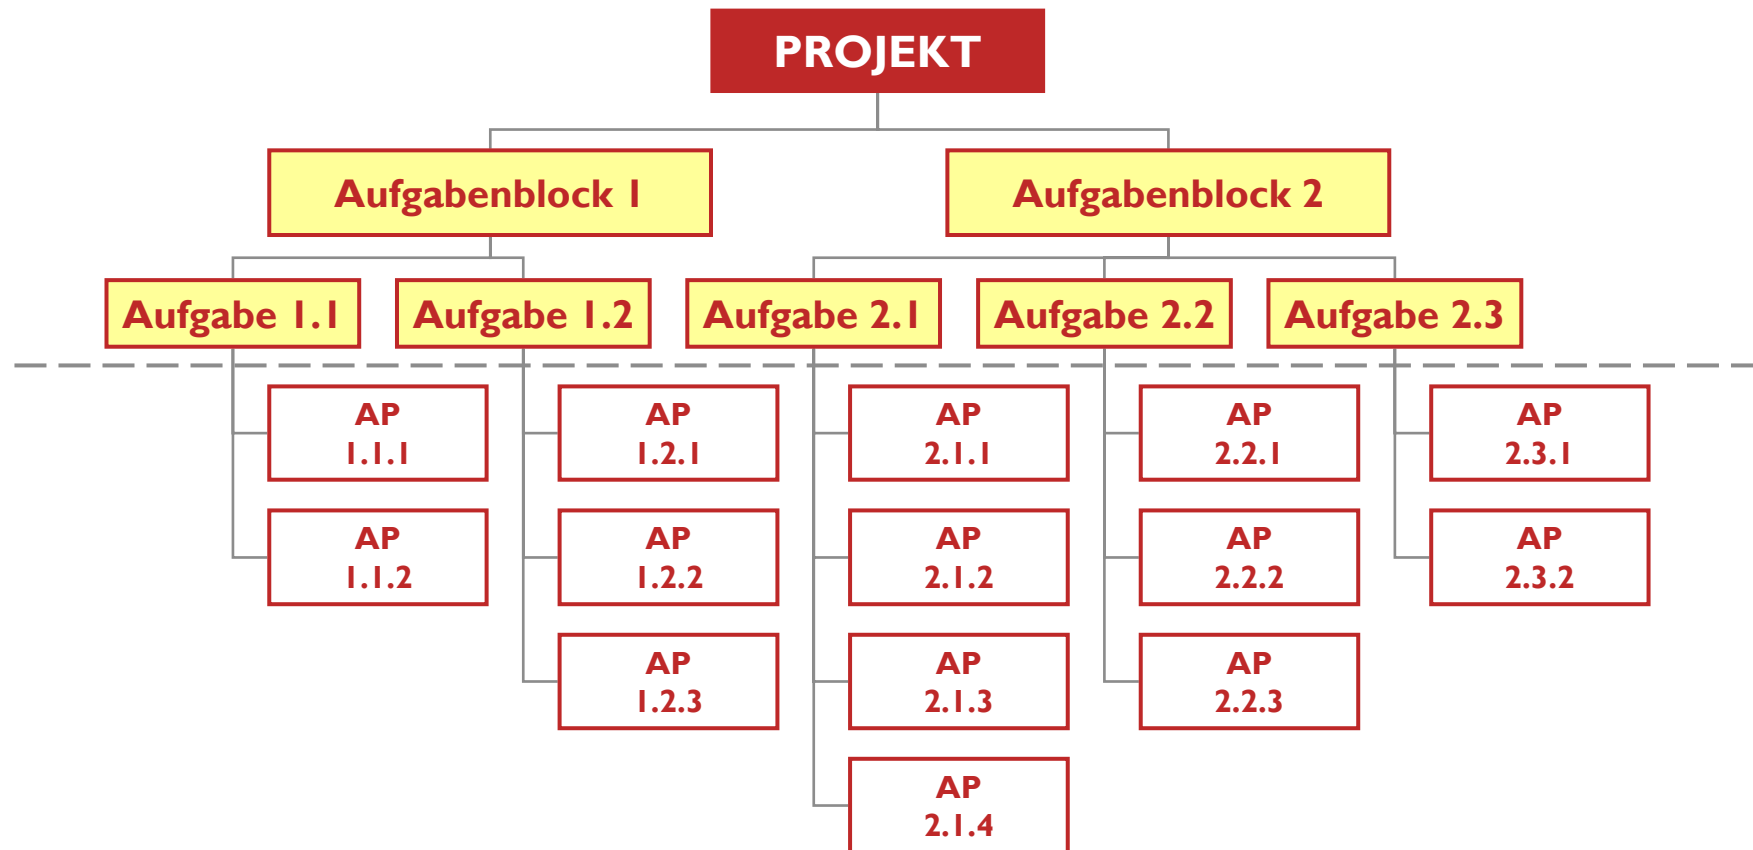 PROJEKT
Aufgabenblock 1
Aufgabenblock 2
Aufgabe 1.1
Aufgabe 1.2
Aufgabe 2.1
Aufgabe 2.2
Aufgabe 2.3
AP
1.1.1
AP
1.2.1
AP
2.1.1
AP
2.2.1
AP
2.3.1
AP
1.1.2
AP
1.2.2
AP
2.1.2
AP
2.2.2
AP
2.3.2
AP
1.2.3
AP
2.1.3
AP
2.2.3
AP
2.1.4